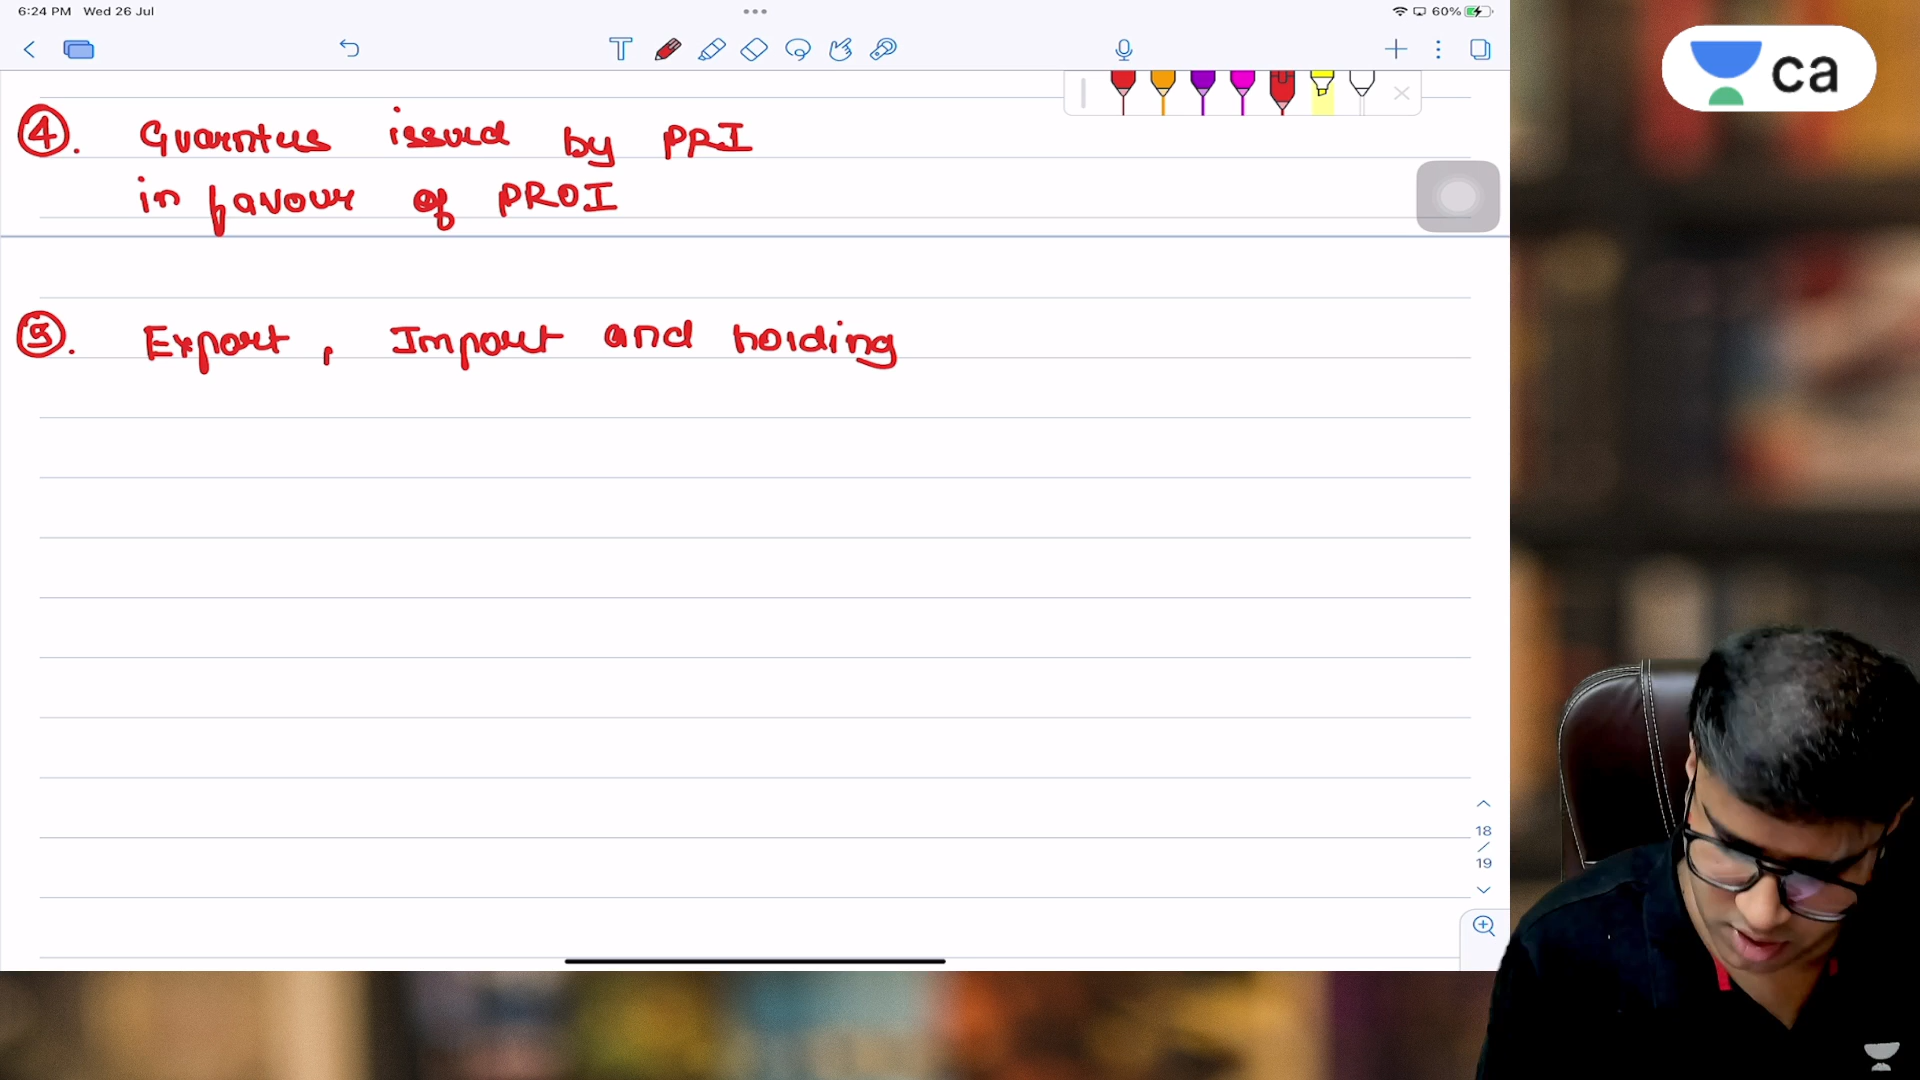 6:24 PM Wed 26 Jul
60%
ca
④. Guarntus issued by PRI
in favour of PROI
⑤. Export, Import and holding
18
/
19